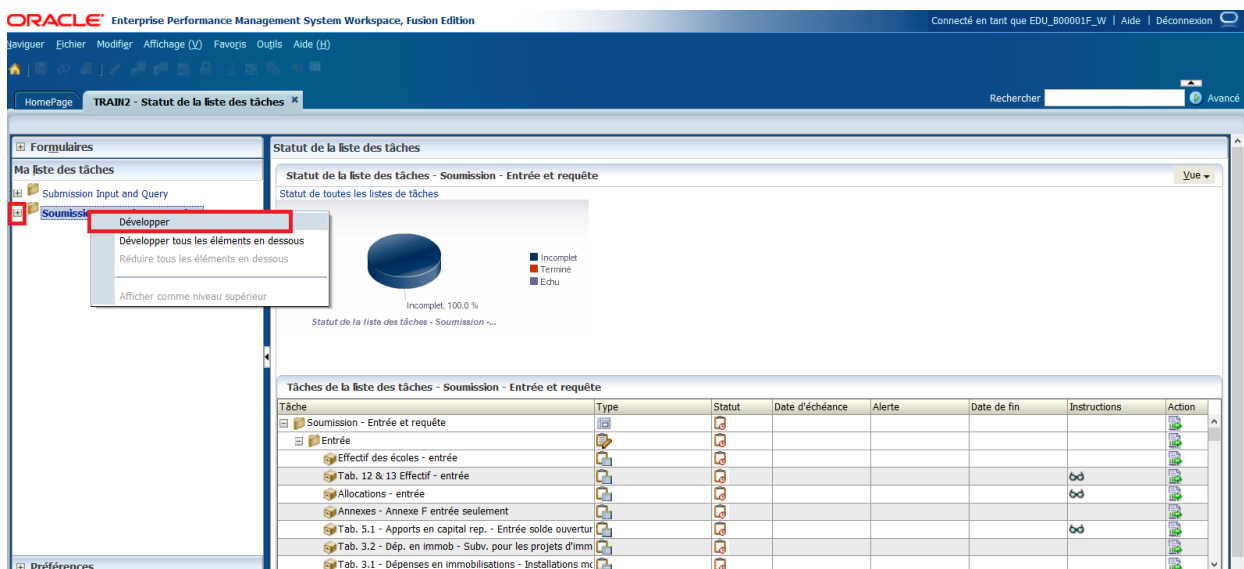 ORACLE Enterprise Performance Management System Workspace, Fusion Edition
Connecté en tant que EDU_B00001F_W | Aide | Déconnexion
Naviguer Fichier Modifier Affichage (V) Favoris Outils Aide (H)
HomePage TRAIN2 - Statut de la liste des tâches
Rechercher Avancé
Formulaires
Statut de la liste des tâches
Ma liste des tâches
Statut de la liste des tâches - Soumission - Entrée et requête
Vue
Submission Input and Query
Statut de toutes les listes de tâches
Développer
Développer tous les éléments en dessous
Réduire tous les éléments en dessous
Afficher comme niveau supérieur
Incomplet
Terminé
Echu
Incomplet, 100,0 %
Statut de la liste des tâches - Soumission -...
Tâches de la liste des tâches - Soumission - Entrée et requête
Tâche Type Statut Date d'échéance Alerte Date de fin Instructions Action
Soumission - Entrée et requête
Entrée
Effectif des écoles - entrée
Tab. 12 & 13 Effectif - entrée
Allocations - entrée
Annexes - Annexe F entrée seulement
Tab. 5.1 - Apports en capital rep. - Entrée solde ouvertur
Tab. 3.2 - Dép. en immob - Subv. pour les projets d'imm
Tab. 3.1 - Dépenses en immobilisations - Installations mo
Préférences